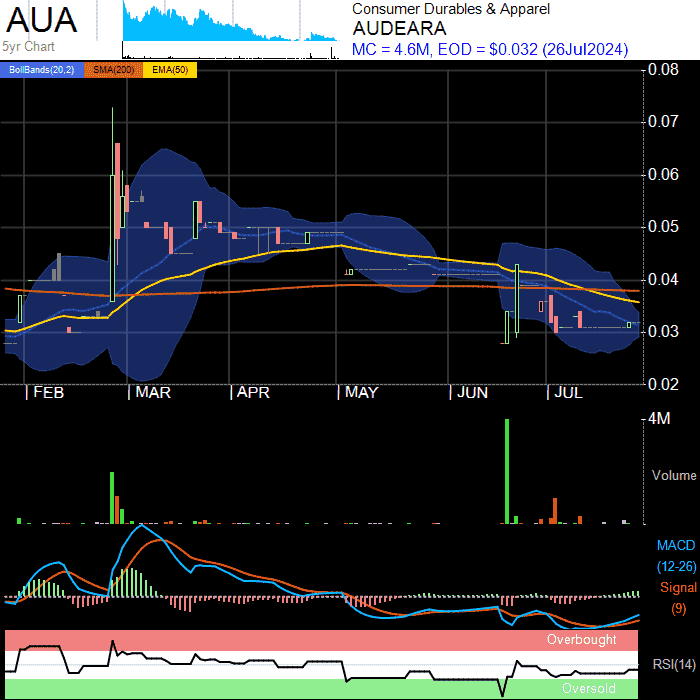 AUA
5yr Chart
Consumer Durables & Apparel
AUDEARA
MC = 4.6M, EOD = $0.032 (26Jul2024)
BollBands(20,2) SMA(200) EMA(50)
0.08
0.07
0.06
0.05
0.04
0.03
0.02
FEB MAR APR MAY JUN JUL
4M
Volume
MACD
(12-26)
Signal
(9)
Overbought
RSI(14)
Oversold